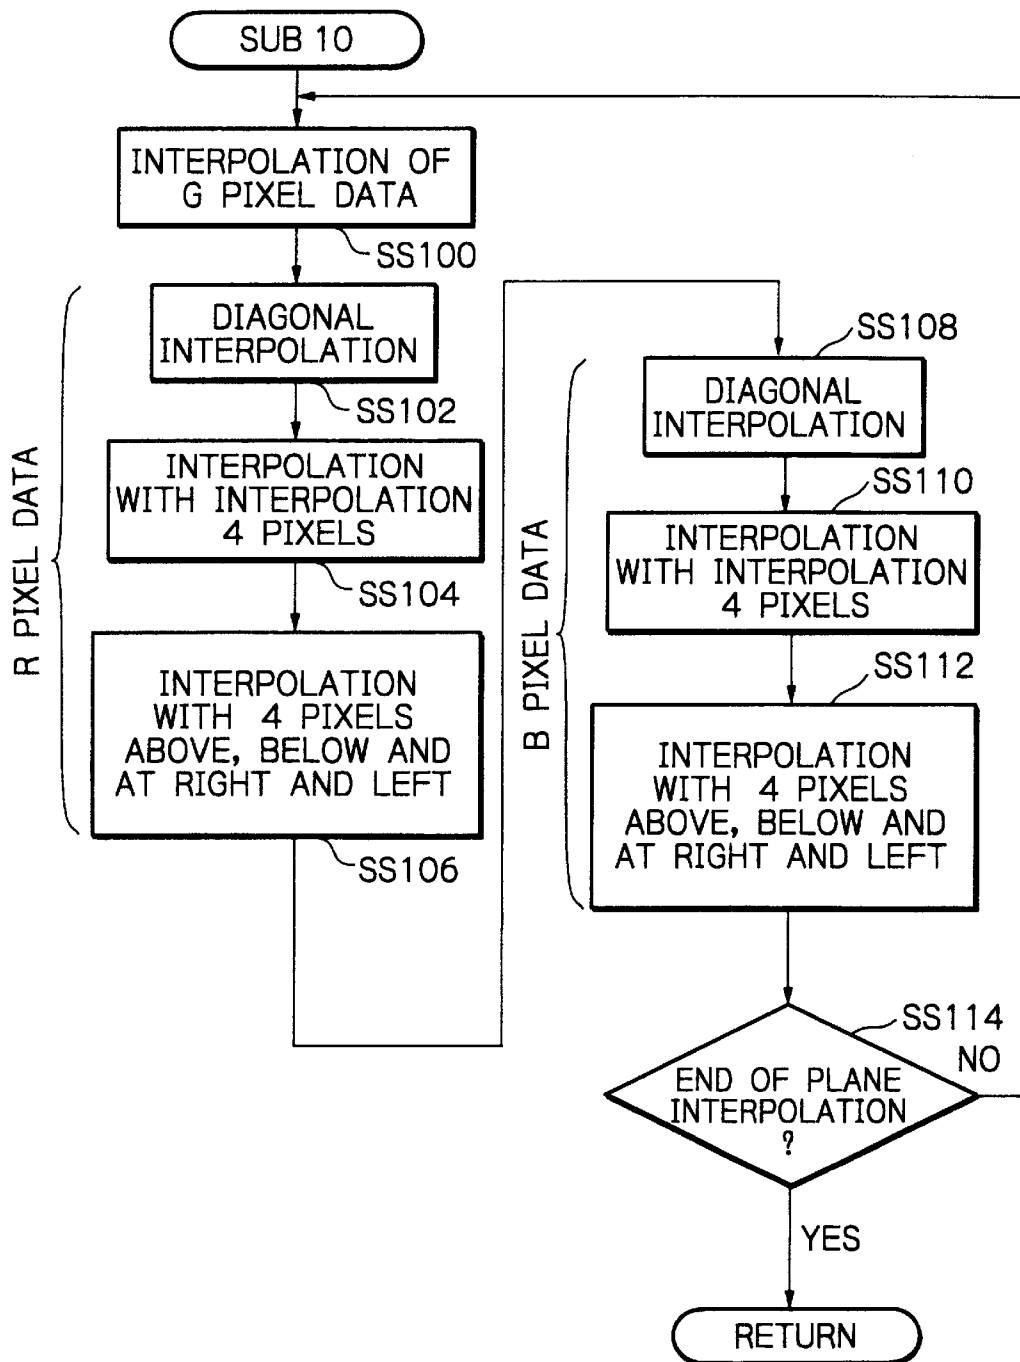 SUB 10
INTERPOLATION OF
G PIXEL DATA
SS100
R PIXEL DATA
DIAGONAL
INTERPOLATION
SS102
INTERPOLATION
WITH INTERPOLATION
4 PIXELS
SS104
INTERPOLATION
WITH 4 PIXELS
ABOVE, BELOW AND
AT RIGHT AND LEFT
SS106
B PIXEL DATA
SS108
DIAGONAL
INTERPOLATION
SS110
INTERPOLATION
WITH INTERPOLATION
4 PIXELS
SS112
INTERPOLATION
WITH 4 PIXELS
ABOVE, BELOW AND
AT RIGHT AND LEFT
SS114
NO
END OF PLANE
INTERPOLATION
?
YES
RETURN